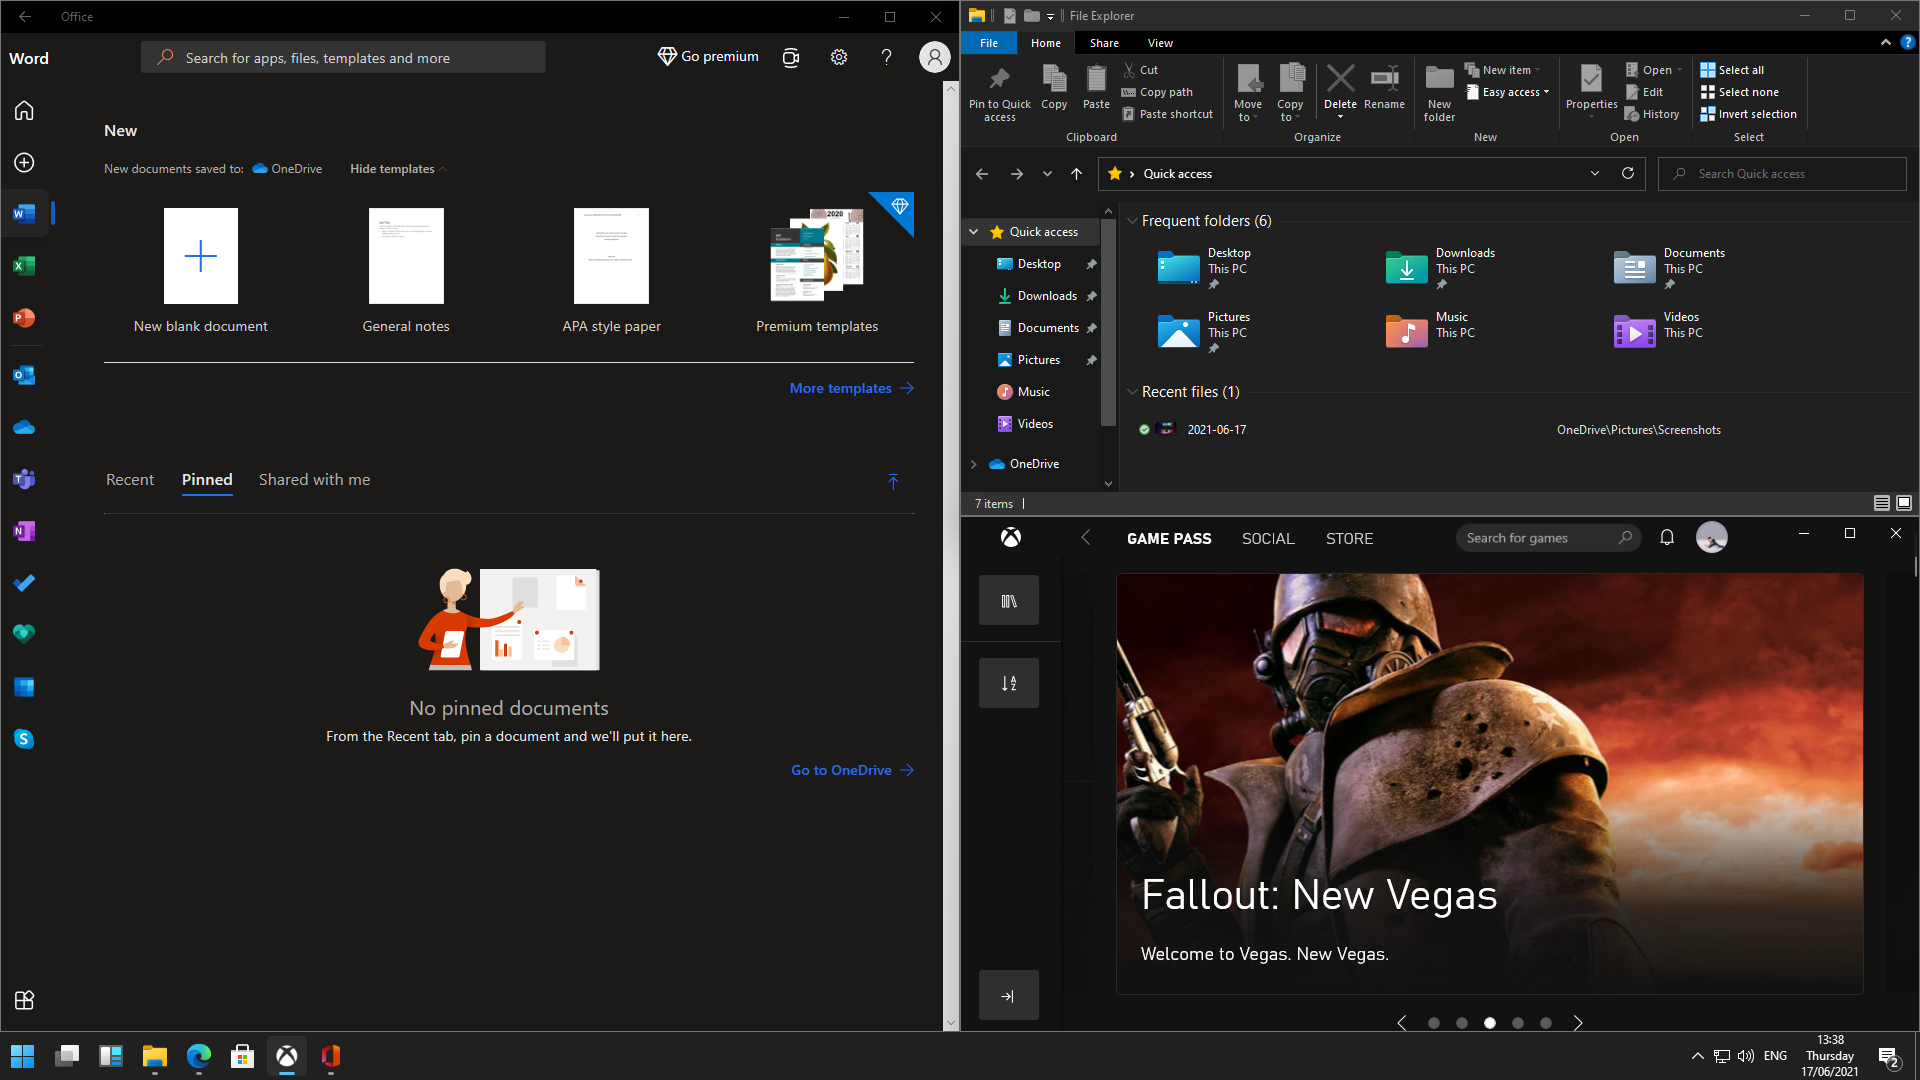 Office
Word
Search for apps, files, templates and more
Go premium
New
New documents saved to: OneDrive Hide templates
2020
New blank document
General notes
APA style paper
Premium templates
More templates
Recent Pinned Shared with me
No pinned documents
From the Recent tab, pin a document and we'll put it here.
Go to OneDrive
File Explorer
File Home Share View
Pin to Quick access
Copy
Paste
Cut
Copy path
Paste shortcut
Clipboard
Move to
Copy to
Delete
Rename
Organize
New folder
New item
Easy access
New
Properties
Open
Edit
History
Open
Select all
Select none
Invert selection
Select
Quick access
Search Quick access
Quick access
Desktop
Downloads
Documents
Pictures
Music
Videos
OneDrive
Frequent folders (6)
Desktop
This PC
Downloads
This PC
Documents
This PC
Pictures
This PC
Music
This PC
Videos
This PC
Recent files (1)
2021-06-17 OneDrive\Pictures\Screenshots
7 items
GAME PASS SOCIAL STORE
Search for games
A
Z
Fallout: New Vegas
Welcome to Vegas. New Vegas.
ENG
13:38
Thursday
17/06/2021
2